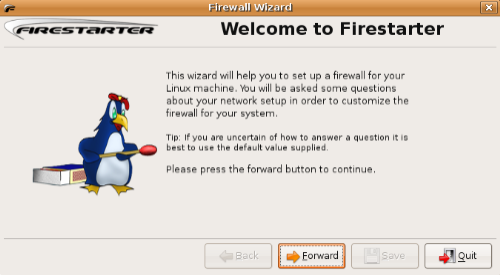 Firewall Wizard
FIRESTARTER
Welcome to Firestarter
This wizard will help you to set up a firewall for your
Linux machine. You will be asked some questions
about your network setup in order to customize the
firewall for your system.
Tip: If you are uncertain of how to answer a question it is
best to use the default value supplied.
Please press the forward button to continue.
Back
Forward
Save
Quit